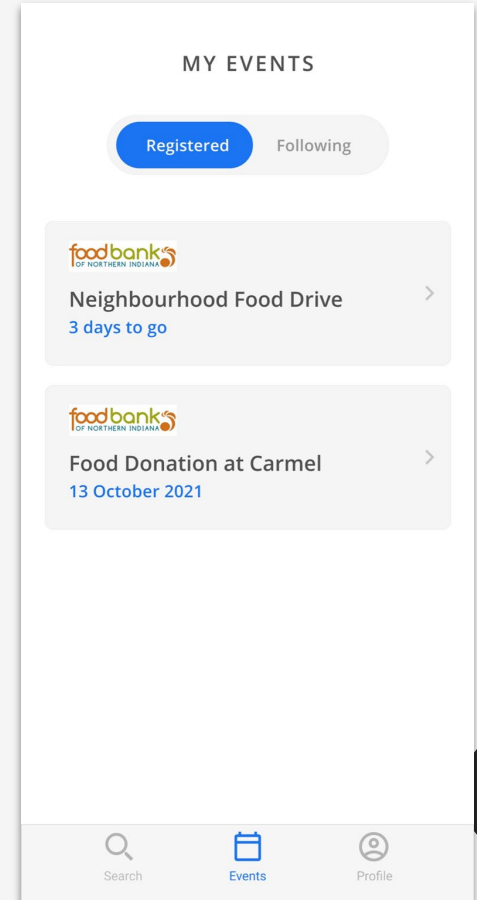 MY EVENTS
Registered Following
foodbank
OF NORTHERN INDIANA
Neighbourhood Food Drive
3 days to go
foodbank
OF NORTHERN INDIANA
Food Donation at Carmel
13 October 2021
Search Events Profile